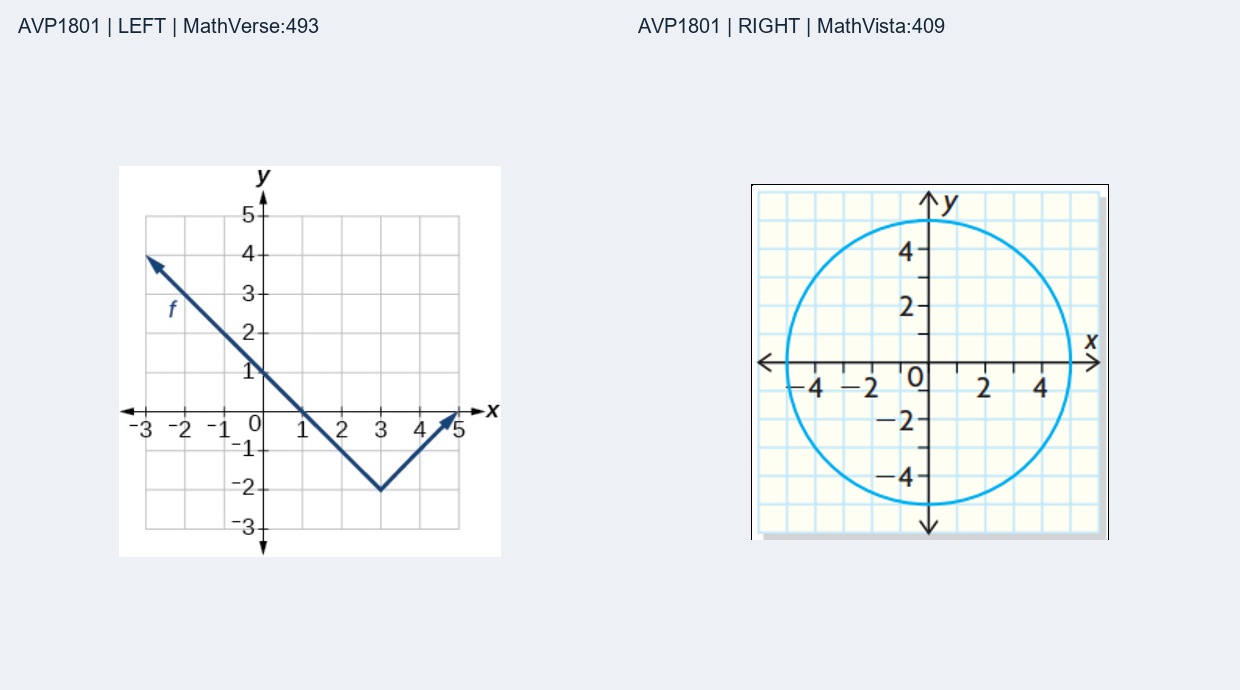 AVP1801 | LEFT | MathVerse:493
AVP1801 | RIGHT | MathVista:409
y
5
4
3
2
1
f
−3 −2 −1 0 1 2 3 4 5 x
−1
−2
−3
y
4
2
x
−4 −2 0 2 4
−2
−4